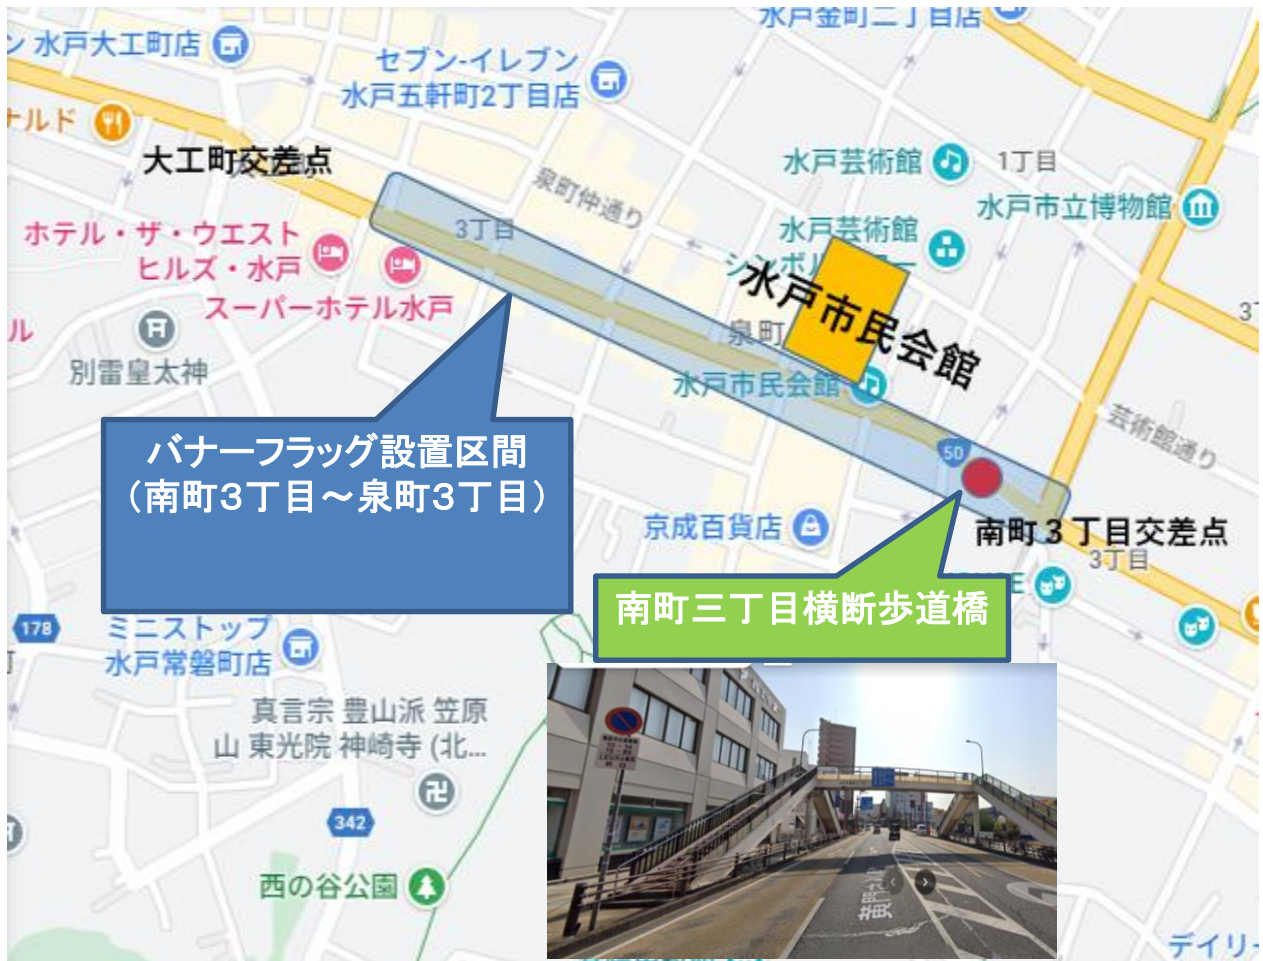 水戸金町二丁目店
水戸大工町店
セブン-イレブン
水戸五軒町2丁目店
ナルド
大工町交差点
水戸芸術館
1丁目
泉町仲通り
水戸市立博物館
ホテル・ザ・ウエスト
ヒルズ・水戸
3丁目
水戸芸術館
水戸市民会館
スーパーホテル水戸
ル
別雷皇太神
泉町
水戸市民会館
芸術館通り
バナーフラッグ設置区間
（南町３丁目～泉町３丁目）
50
京成百貨店
南町３丁目交差点
3丁目
南町三丁目横断歩道橋
178
ミニストップ
水戸常磐町店
真言宗 豊山派 笠原
山 東光院 神崎寺 (北...
342
西の谷公園
黄門
デイリー